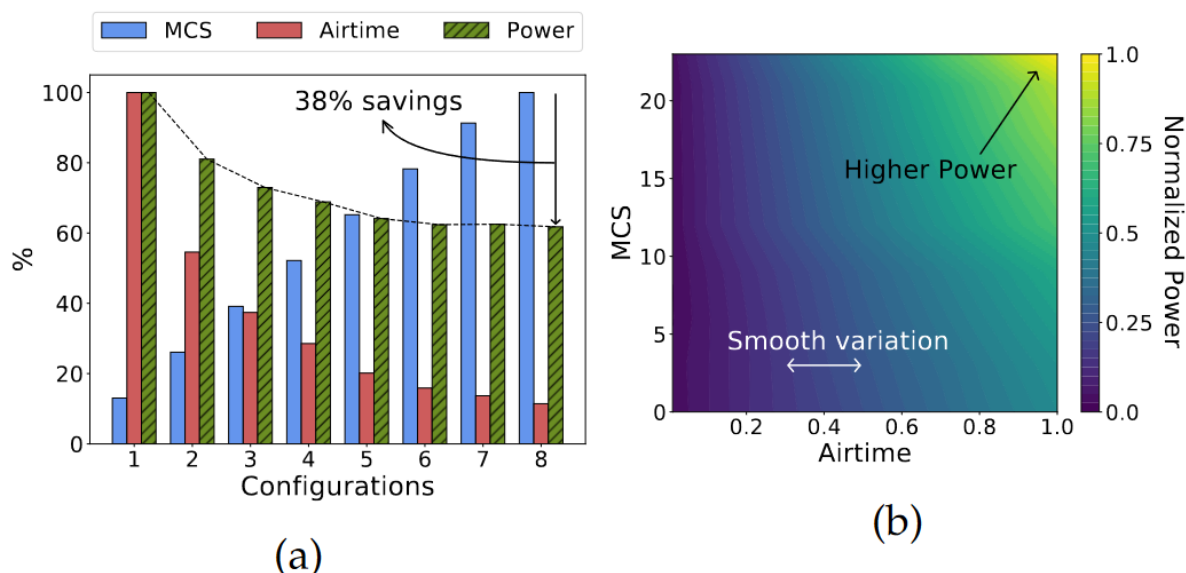 MCS Airtime Power
100
80
60
40
20
0
%
38% savings
1 2 3 4 5 6 7 8
Configurations
(a)
20
15
10
5
0
MCS
Higher Power
Smooth variation
0.2 0.4 0.6 0.8 1.0
Airtime
1.0
0.75
0.5
0.25
0.0
Normalized Power
(b)